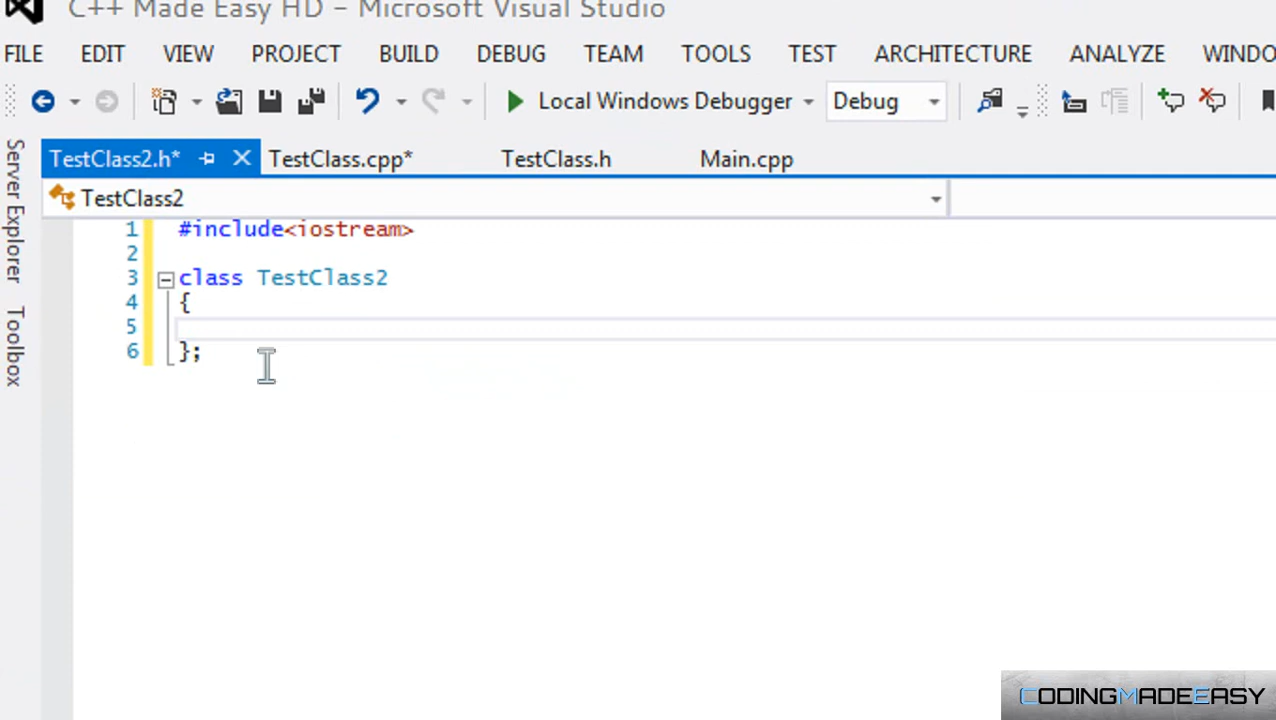 C++ Made Easy HD - Microsoft Visual Studio
FILE EDIT VIEW PROJECT BUILD DEBUG TEAM TOOLS TEST ARCHITECTURE ANALYZE WINDO
Local Windows Debugger Debug
TestClass2.h* TestClass.cpp* TestClass.h Main.cpp
TestClass2
Server Explorer
Toolbox
1 #include<iostream>
2
3 class TestClass2
4 {
5
6 };
CODINGMADEEASY